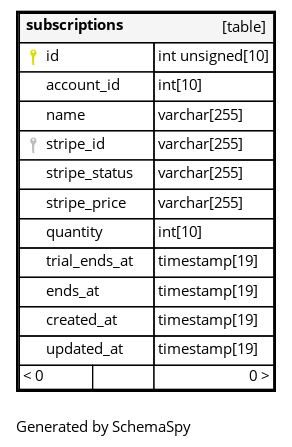 subscriptions [table]
id int unsigned[10]
account_id int[10]
name varchar[255]
stripe_id varchar[255]
stripe_status varchar[255]
stripe_price varchar[255]
quantity int[10]
trial_ends_at timestamp[19]
ends_at timestamp[19]
created_at timestamp[19]
updated_at timestamp[19]
< 0 0 >
Generated by SchemaSpy